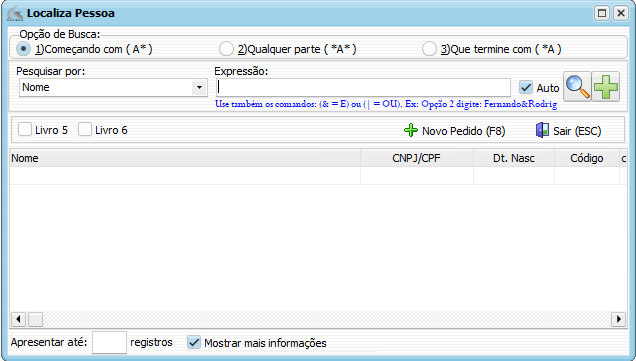 Localiza Pessoa
Opção de Busca:
1)Começando com ( A* ) 2)Qualquer parte ( *A* ) 3)Que termine com ( *A )
Pesquisar por: Expressão:
Nome Auto
Use também os comandos: (& = E) ou (| = OU). Ex: Opção 2 digite: Fernando&Rodrig
Livro 5 Livro 6 Novo Pedido (F8) Sair (ESC)
Nome CNPJ/CPF Dt. Nasc Código
Apresentar até: registros Mostrar mais informações